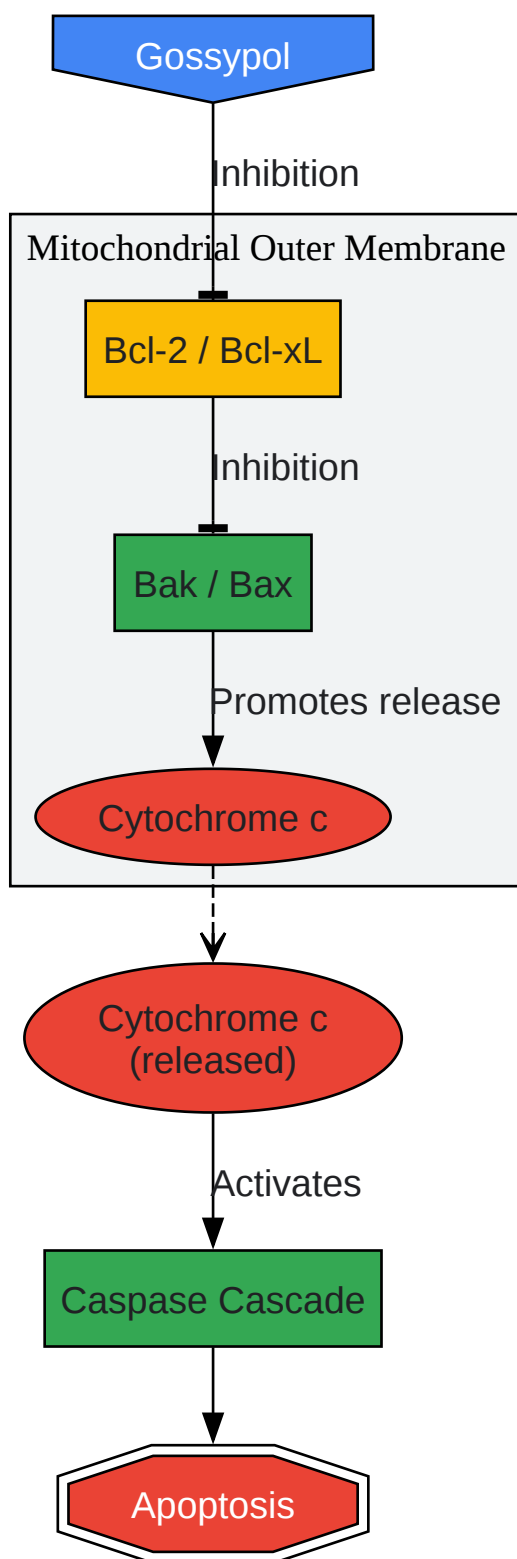 Gossypol
Inhibition
Mitochondrial Outer Membrane
Bcl-2 / Bcl-xL
Inhibition
Bak / Bax
Promotes release
Cytochrome c
Cytochrome c
(released)
Activates
Caspase Cascade
Apoptosis